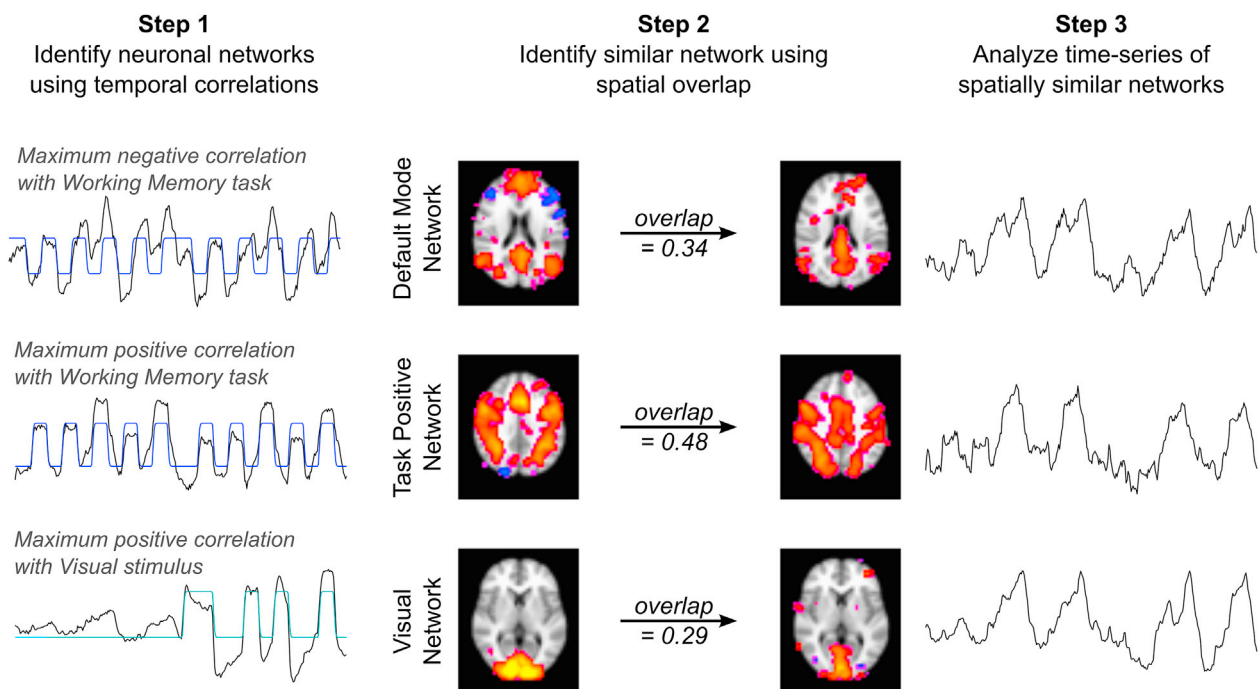 Step 1
Identify neuronal networks
using temporal correlations
Step 2
Identify similar network using
spatial overlap
Step 3
Analyze time-series of
spatially similar networks
Maximum negative correlation
with Working Memory task
Default Mode
Network
overlap
= 0.34
Maximum positive correlation
with Working Memory task
Task Positive
Network
overlap
= 0.48
Maximum positive correlation
with Visual stimulus
Visual
Network
overlap
= 0.29